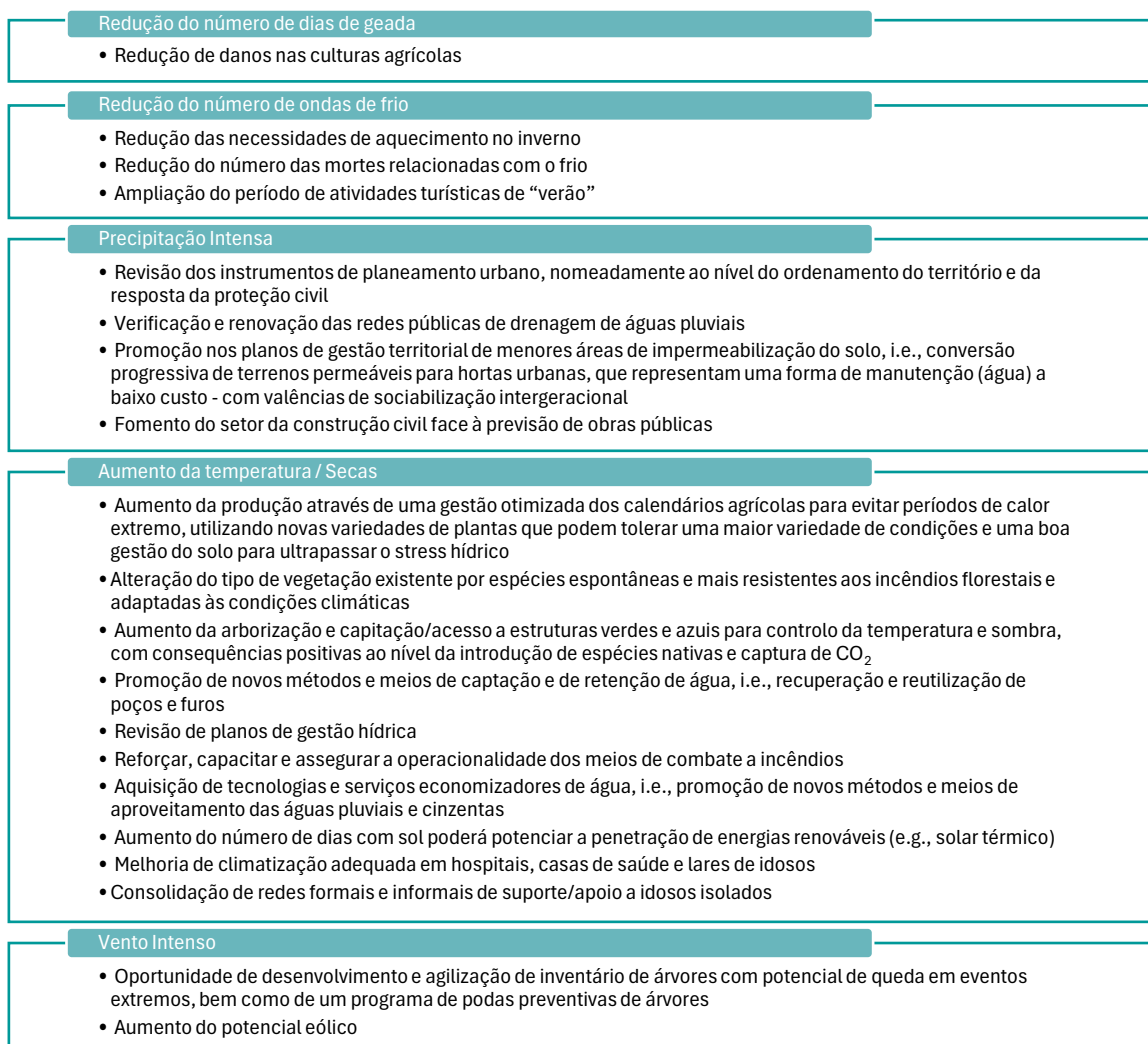 Redução do número de dias de geada
• Redução de danos nas culturas agrícolas
Redução do número de ondas de frio
• Redução das necessidades de aquecimento no inverno
• Redução do número das mortes relacionadas com o frio
• Ampliação do período de atividades turísticas de “verão”
Precipitação Intensa
• Revisão dos instrumentos de planeamento urbano, nomeadamente ao nível do ordenamento do território e da
resposta da proteção civil
• Verificação e renovação das redes públicas de drenagem de águas pluviais
• Promoção nos planos de gestão territorial de menores áreas de impermeabilização do solo, i.e., conversão
progressiva de terrenos permeáveis para hortas urbanas, que representam uma forma de manutenção (água) a
baixo custo - com valências de sociabilização intergeracional
• Fomento do setor da construção civil face à previsão de obras públicas
Aumento da temperatura / Secas
• Aumento da produção através de uma gestão otimizada dos calendários agrícolas para evitar períodos de calor
extremo, utilizando novas variedades de plantas que podem tolerar uma maior variedade de condições e uma boa
gestão do solo para ultrapassar o stress hídrico
• Alteração do tipo de vegetação existente por espécies espontâneas e mais resistentes aos incêndios florestais e
adaptadas às condições climáticas
• Aumento da arborização e capitação/acesso a estruturas verdes e azuis para controlo da temperatura e sombra,
com consequências positivas ao nível da introdução de espécies nativas e captura de CO₂
• Promoção de novos métodos e meios de captação e de retenção de água, i.e., recuperação e reutilização de
poços e furos
• Revisão de planos de gestão hídrica
• Reforçar, capacitar e assegurar a operacionalidade dos meios de combate a incêndios
• Aquisição de tecnologias e serviços economizadores de água, i.e., promoção de novos métodos e meios de
aproveitamento das águas pluviais e cinzentas
• Aumento do número de dias com sol poderá potenciar a penetração de energias renováveis (e.g., solar térmico)
• Melhoria de climatização adequada em hospitais, casas de saúde e lares de idosos
• Consolidação de redes formais e informais de suporte/apoio a idosos isolados
Vento Intenso
• Oportunidade de desenvolvimento e agilização de inventário de árvores com potencial de queda em eventos
extremos, bem como de um programa de podas preventivas de árvores
• Aumento do potencial eólico